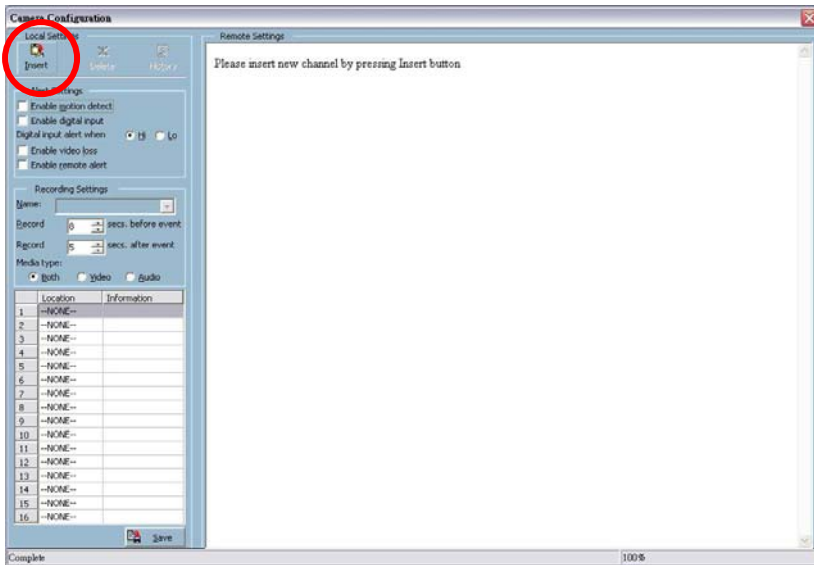 Camera Configuration
Local Settings
Insert Delete History
Alert Settings
Enable motion detect
Enable digital input
Digital input alert when Hi Lo
Enable video loss
Enable remote alert
Recording Settings
Name:
Record 0 secs. before event
Record 5 secs. after event
Media type:
Both Video Audio
Location Information
1 --NONE--
2 --NONE--
3 --NONE--
4 --NONE--
5 --NONE--
6 --NONE--
7 --NONE--
8 --NONE--
9 --NONE--
10 --NONE--
11 --NONE--
12 --NONE--
13 --NONE--
14 --NONE--
15 --NONE--
16 --NONE--
Save
Remote Settings
Please insert new channel by pressing Insert button
Complete 100%